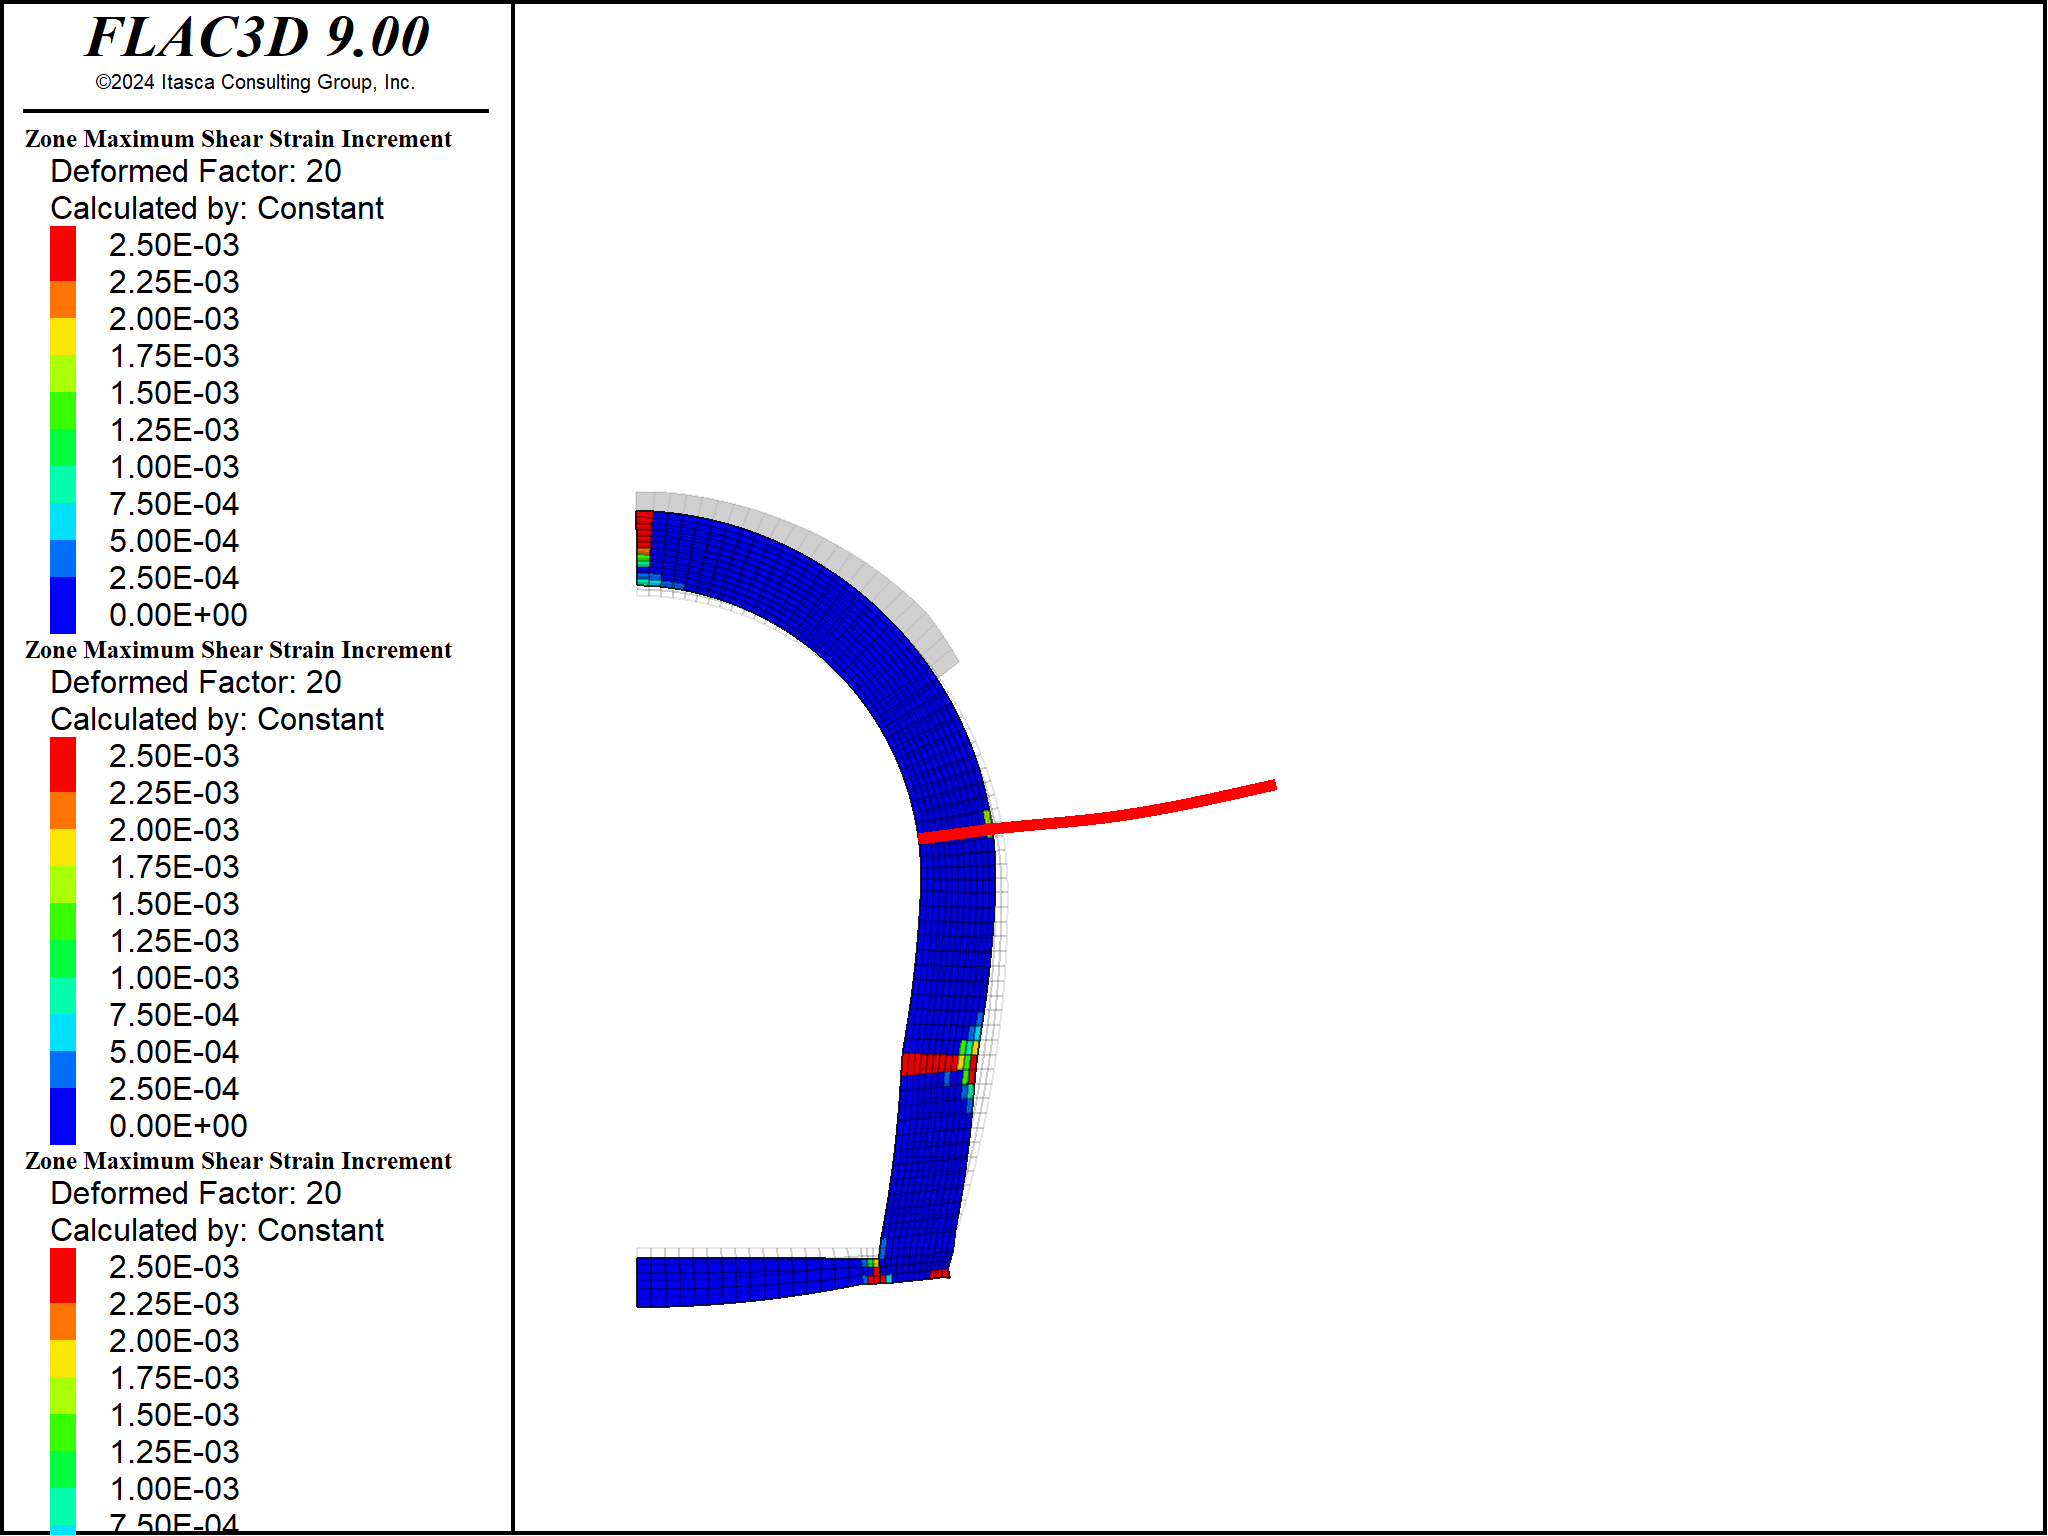 FLAC3D 9.00
©2024 Itasca Consulting Group, Inc.
Zone Maximum Shear Strain Increment
Deformed Factor: 20
Calculated by: Constant
2.50E-03
2.25E-03
2.00E-03
1.75E-03
1.50E-03
1.25E-03
1.00E-03
7.50E-04
5.00E-04
2.50E-04
0.00E+00
Zone Maximum Shear Strain Increment
Deformed Factor: 20
Calculated by: Constant
2.50E-03
2.25E-03
2.00E-03
1.75E-03
1.50E-03
1.25E-03
1.00E-03
7.50E-04
5.00E-04
2.50E-04
0.00E+00
Zone Maximum Shear Strain Increment
Deformed Factor: 20
Calculated by: Constant
2.50E-03
2.25E-03
2.00E-03
1.75E-03
1.50E-03
1.25E-03
1.00E-03
7.50E-04